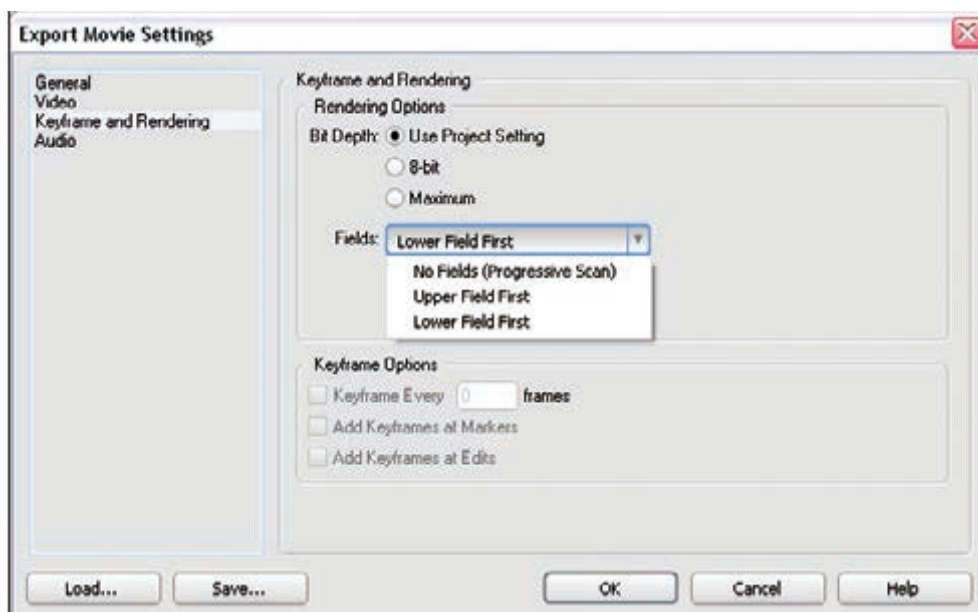 Export Movie Settings
General
Video
Keyframe and Rendering
Audio
Keyframe and Rendering
Rendering Options
Bit Depth: Use Project Setting
8-bit
Maximum
Fields: Lower Field First
No Fields (Progressive Scan)
Upper Field First
Lower Field First
Keyframe Options
Keyframe Every 0 frames
Add Keyframes at Markers
Add Keyframes at Edits
Load... Save... OK Cancel Help